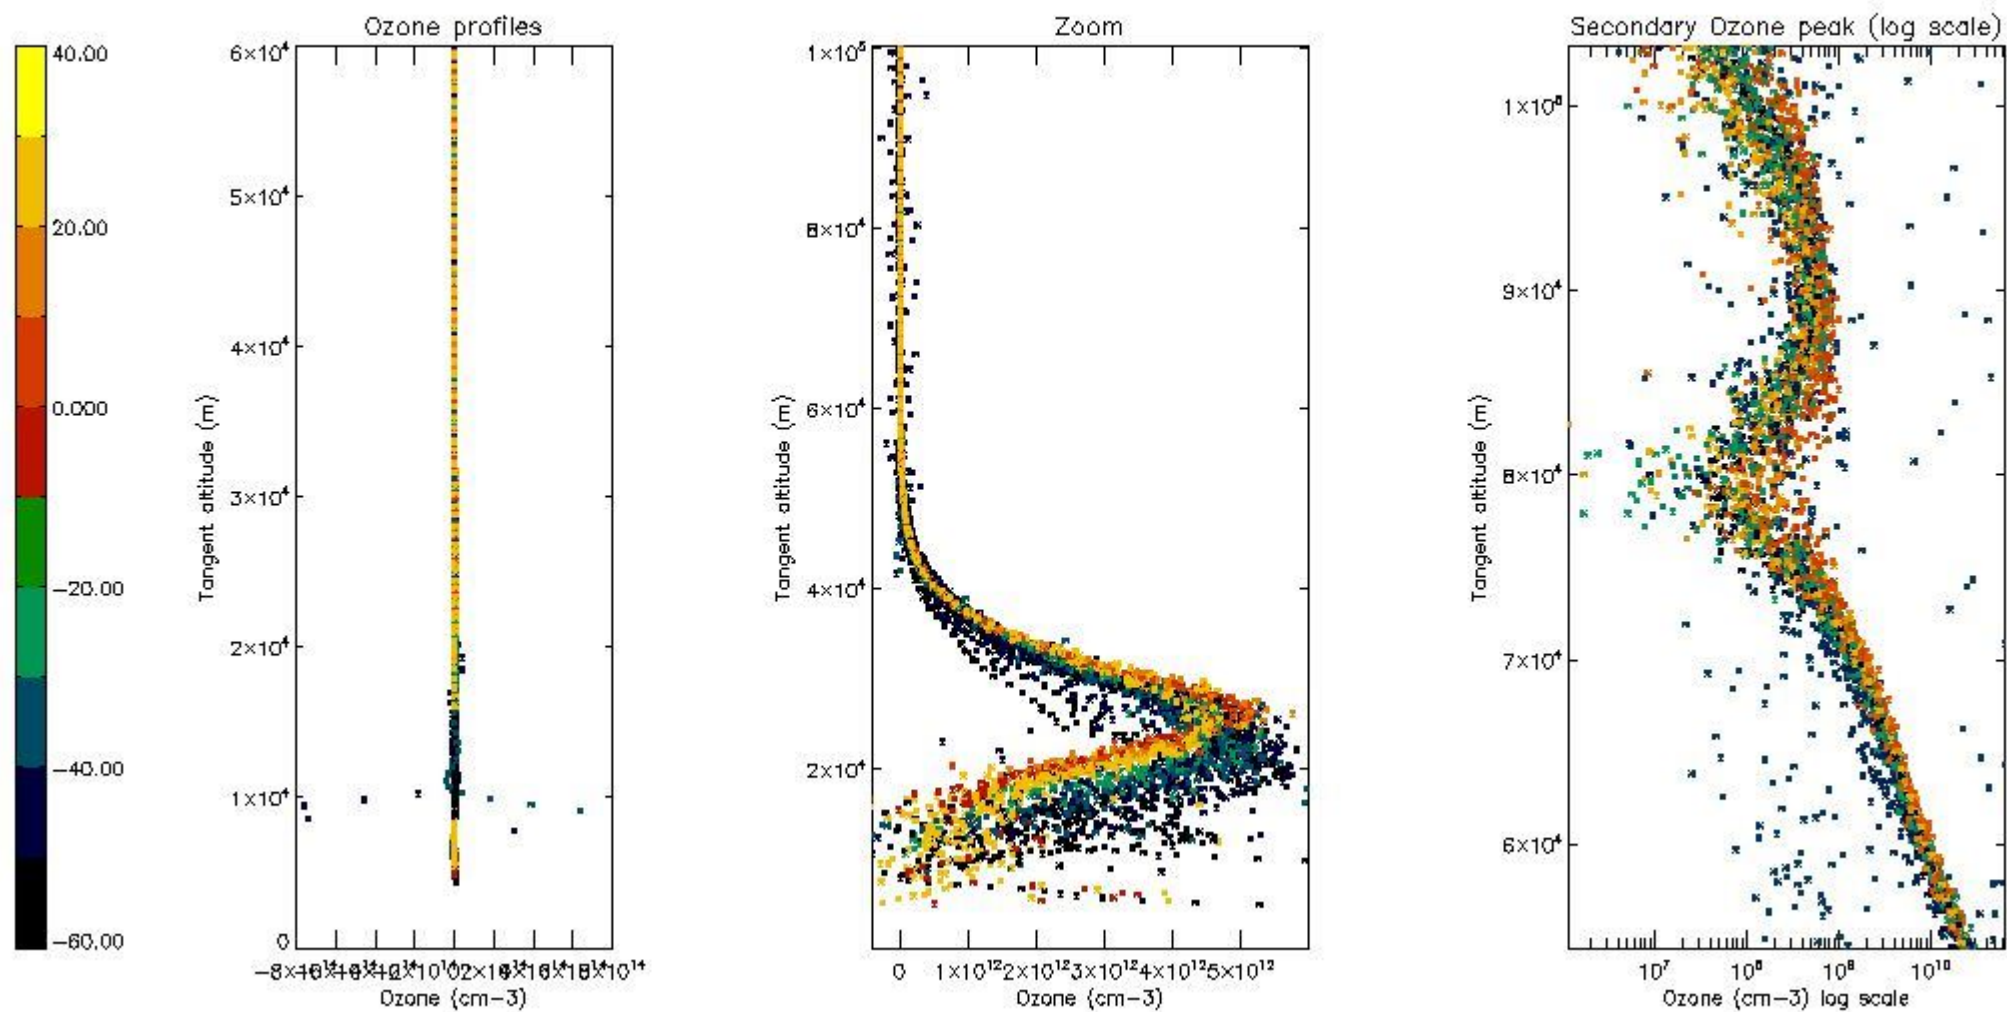 Ozone profiles
Zoom
Secondary Ozone peak (log scale)
40.00
20.00
0.000
−20.00
−40.00
−60.00
6×10⁴
5×10⁴
4×10⁴
3×10⁴
2×10⁴
1×10⁴
0
Tangent altitude (m)
Ozone (cm−3)
1×10⁵
8×10⁴
6×10⁴
4×10⁴
2×10⁴
Tangent altitude (m)
0 1×10¹² 2×10¹² 3×10¹² 4×10¹² 5×10¹²
Ozone (cm−3)
1×10⁵
9×10⁴
8×10⁴
7×10⁴
6×10⁴
Tangent altitude (m)
10⁷ 10⁸ 10⁹ 10¹⁰
Ozone (cm−3) log scale